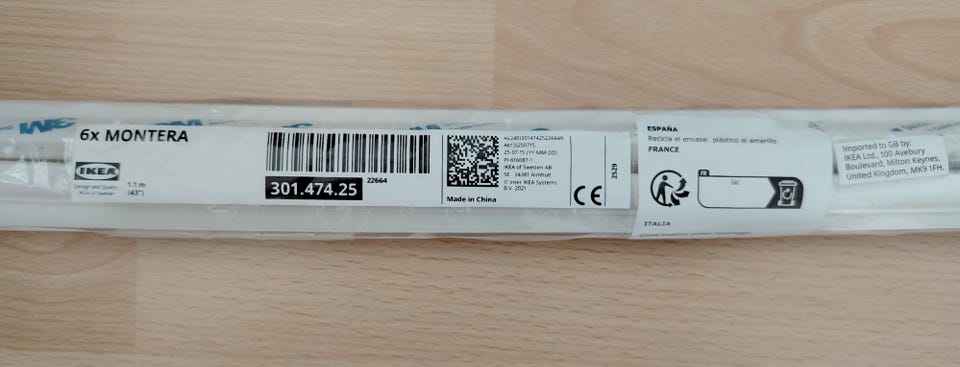 6x MONTERA
IKEA
Design and Quality
IKEA of Sweden
1.1 m
(43")
301.474.25
22664
25-07-15 (YY-MM-DD)
IKEA of Sweden AB
SE - 34381 Älmhult
© Inter IKEA Systems
B.V. 2021
Made in China
CE
2529
ESPAÑA
Recicla el envase: plástico al amarillo.
FRANCE
FR
Sac
ITALIA
Imported to GB by:
IKEA Ltd., 100 Avebury
Boulevard, Milton Keynes,
United Kingdom, MK9 1FH.
3M